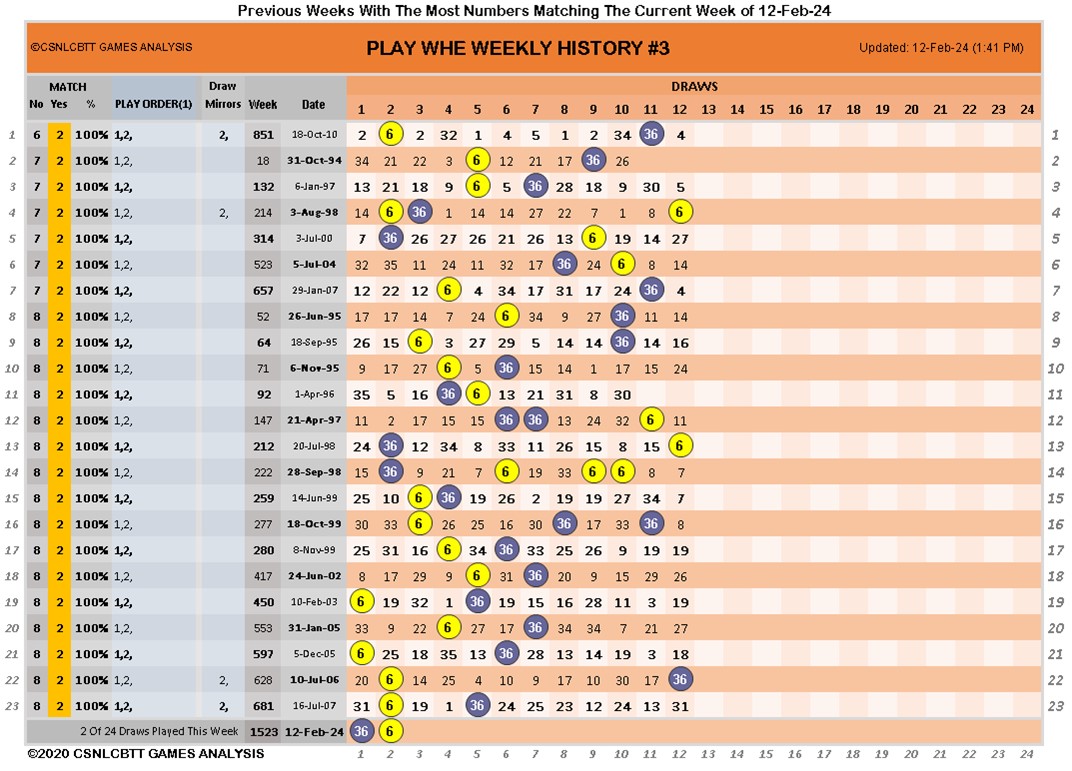 Previous Weeks With The Most Numbers Matching The Current Week of 12-Feb-24
©CSNLCBTT GAMES ANALYSIS PLAY WHE WEEKLY HISTORY #3 Updated: 12-Feb-24 (1:41 PM)
MATCH Draw DRAWS
No Yes % PLAY ORDER(1) Mirrors Week Date 1 2 3 4 5 6 7 8 9 10 11 12 13 14 15 16 17 18 19 20 21 22 23 24
1 6 2 100% 1,2, 2, 851 18-Oct-10 2 6 2 32 1 4 5 1 2 34 36 4 1
2 7 2 100% 1,2, 18 31-Oct-94 34 21 22 3 6 12 21 17 36 26 2
3 7 2 100% 1,2, 132 6-Jan-97 13 21 18 9 6 5 36 28 18 9 30 5 3
4 7 2 100% 1,2, 2, 214 3-Aug-98 14 6 36 1 14 14 27 22 7 1 8 6 4
5 7 2 100% 1,2, 314 3-Jul-00 7 36 26 27 26 21 26 13 6 19 14 27 5
6 7 2 100% 1,2, 523 5-Jul-04 32 35 11 24 11 32 17 36 24 6 8 14 6
7 7 2 100% 1,2, 657 29-Jan-07 12 22 12 6 4 34 17 31 17 24 36 4 7
8 8 2 100% 1,2, 52 26-Jun-95 17 17 14 7 24 6 34 9 27 36 11 14 8
9 8 2 100% 1,2, 64 18-Sep-95 26 15 6 3 27 29 5 14 14 36 14 16 9
10 8 2 100% 1,2, 71 6-Nov-95 9 17 27 6 5 36 15 14 1 17 15 24 10
11 8 2 100% 1,2, 92 1-Apr-96 35 5 16 36 6 13 21 31 8 30 11
12 8 2 100% 1,2, 147 21-Apr-97 11 2 17 15 15 36 36 13 24 32 6 11 12
13 8 2 100% 1,2, 212 20-Jul-98 24 36 12 34 8 33 11 26 15 8 15 6 13
14 8 2 100% 1,2, 222 28-Sep-98 15 36 9 21 7 6 19 33 6 6 8 7 14
15 8 2 100% 1,2, 259 14-Jun-99 25 10 6 36 19 26 2 19 19 27 34 7 15
16 8 2 100% 1,2, 277 18-Oct-99 30 33 6 26 25 16 30 36 17 33 36 8 16
17 8 2 100% 1,2, 280 8-Nov-99 25 31 16 6 34 36 33 25 26 9 19 19 17
18 8 2 100% 1,2, 417 24-Jun-02 8 17 29 9 6 31 36 20 9 15 29 26 18
19 8 2 100% 1,2, 450 10-Feb-03 6 19 32 1 36 19 15 16 28 11 3 19 19
20 8 2 100% 1,2, 553 31-Jan-05 33 9 22 6 27 17 36 34 34 7 21 27 20
21 8 2 100% 1,2, 597 5-Dec-05 6 25 18 35 13 36 28 13 14 19 3 18 21
22 8 2 100% 1,2, 2, 628 10-Jul-06 20 6 14 25 4 10 9 17 10 30 17 36 22
23 8 2 100% 1,2, 2, 681 16-Jul-07 31 6 19 1 36 24 25 23 12 24 13 31 23
2 Of 24 Draws Played This Week 1523 12-Feb-24 36 6
©2020 CSNLCBTT GAMES ANALYSIS 1 2 3 4 5 6 7 8 9 10 11 12 13 14 15 16 17 18 19 20 21 22 23 24